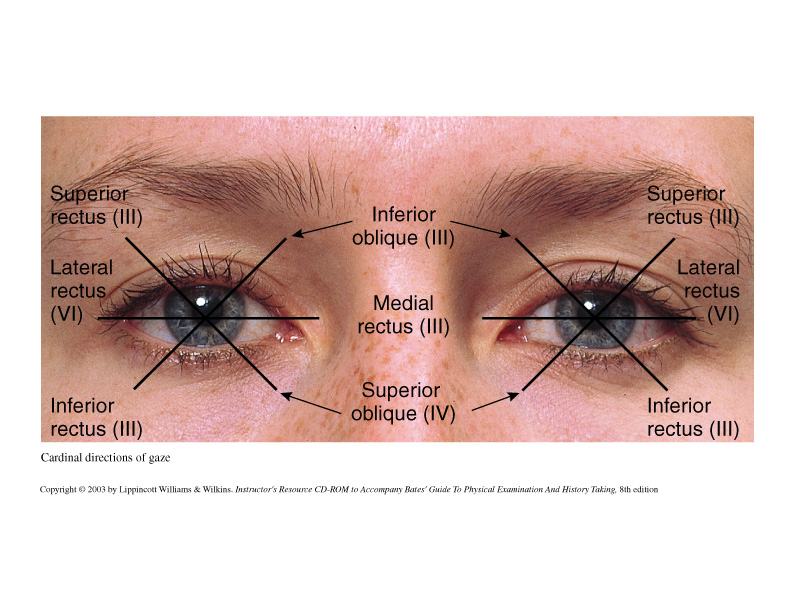 Superior
rectus (III)
Lateral
rectus
(VI)
Inferior
rectus (III)
Inferior
oblique (III)
Medial
rectus (III)
Superior
oblique (IV)
Superior
rectus (III)
Lateral
rectus
(VI)
Inferior
rectus (III)
Cardinal directions of gaze
Copyright © 2003 by Lippincott Williams & Wilkins. Instructor's Resource CD-ROM to Accompany Bates' Guide To Physical Examination And History Taking, 8th edition